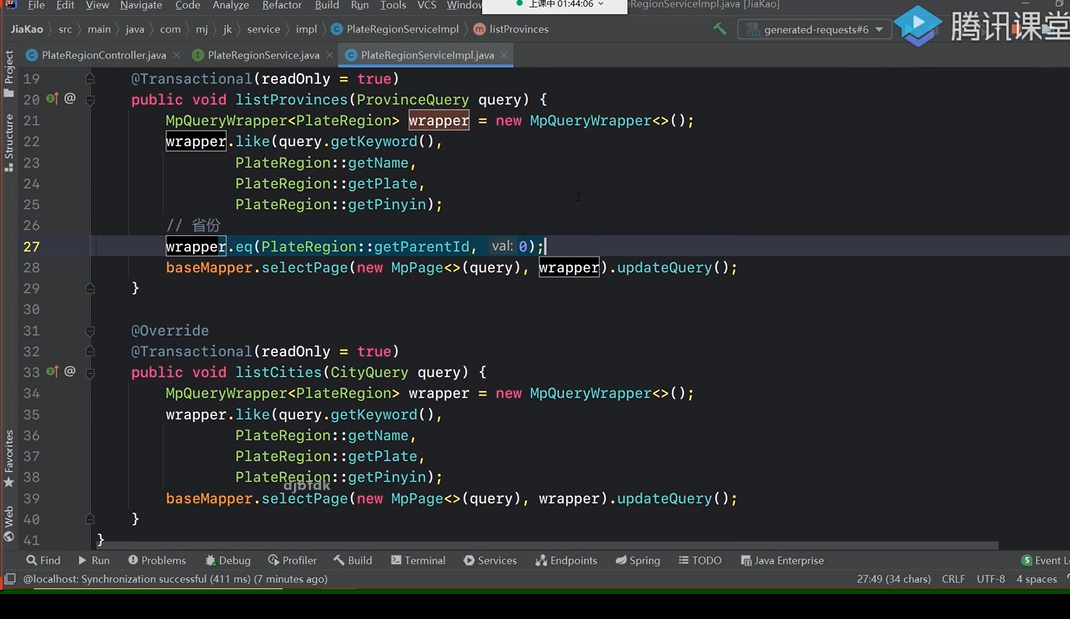 File Edit View Navigate Code Analyze Refactor Build Run Tools VCS Window
上课中 01:44:06
RegionServiceImpl.java [JiaKao]
腾讯课堂
JiaKao src main java com mj jk service impl PlateRegionServiceImpl listProvinces
generated-requests#6
PlateRegionController.java PlateRegionService.java PlateRegionServiceImpl.java
Project
Structure
Favorites
Web
19 @Transactional(readOnly = true)
20 @ public void listProvinces(ProvinceQuery query) {
21 MpQueryWrapper<PlateRegion> wrapper = new MpQueryWrapper<>();
22 wrapper.like(query.getKeyword(),
23 PlateRegion::getName,
24 PlateRegion::getPlate,
25 PlateRegion::getPinyin);
26 // 省份
27 wrapper.eq(PlateRegion::getParentId, val: 0);
28 baseMapper.selectPage(new MpPage<>(query), wrapper).updateQuery();
29 }
30
31 @Override
32 @Transactional(readOnly = true)
33 @ public void listCities(CityQuery query) {
34 MpQueryWrapper<PlateRegion> wrapper = new MpQueryWrapper<>();
35 wrapper.like(query.getKeyword(),
36 PlateRegion::getName,
37 PlateRegion::getPlate,
38 PlateRegion::getPinyin);
djbfdk
39 baseMapper.selectPage(new MpPage<>(query), wrapper).updateQuery();
40 }
41 }
Find Run Problems Debug Profiler Build Terminal Services Endpoints Spring TODO Java Enterprise 5 Event
@localhost: Synchronization successful (411 ms) (7 minutes ago) 27:49 (34 chars) CRLF UTF-8 4 spaces